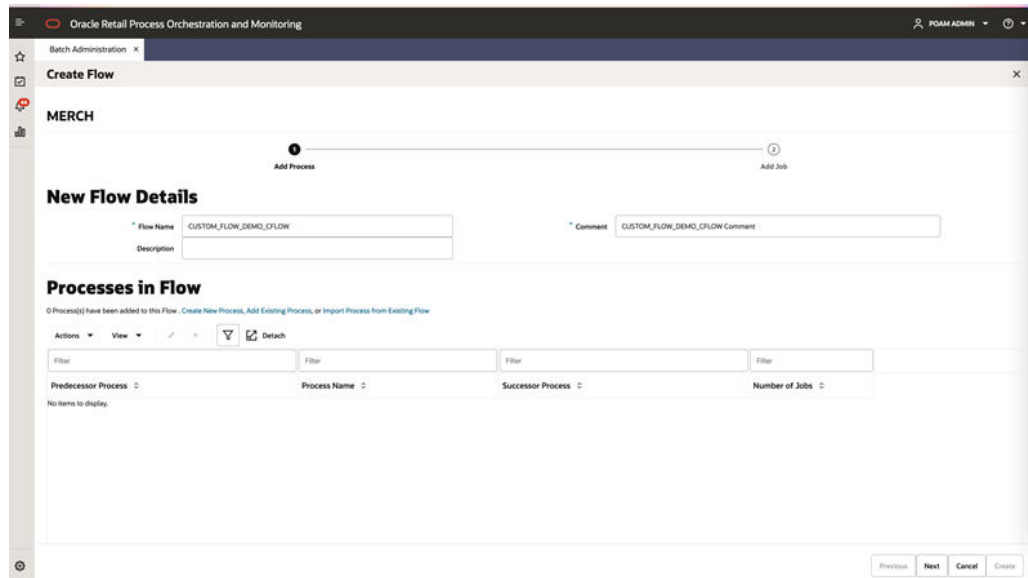 Oracle Retail Process Orchestration and Monitoring
POAM ADMIN
Batch Administration ×
Create Flow
MERCH
1
2
Add Process
Add Job
New Flow Details
* Flow Name CUSTOM_FLOW_DEMO_CFLOW * Comment CUSTOM_FLOW_DEMO_CFLOW Comment
Description
Processes in Flow
0 Process(s) have been added to this Flow . Create New Process, Add Existing Process, or Import Process from Existing Flow
Actions View Detach
Filter Filter Filter Filter
Predecessor Process Process Name Successor Process Number of Jobs
No items to display.
Previous Next Cancel Create